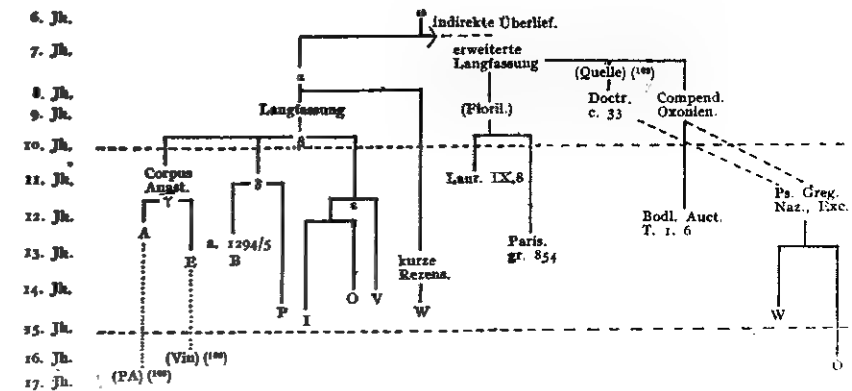 6. Jh.
indirekte Überlief.
7. Jh.
erweiterte
Langfassung
(Quelle) (¹⁰⁹)
α
8. Jh.
Doctr.
Compend.
9. Jh.
Langfassung
(Floril.)
c. 33
Oxonien.
10. Jh.
β
11. Jh.
Corpus
Anast.
γ
δ
Laur. IX,8
Ps. Greg.
Naz., Exc.
ε
12. Jh.
A
a. 1294/5
Bodl. Auct.
T. 1. 6
13. Jh.
E
B
kurze
Rezens.
Paris.
gr. 854
14. Jh.
P
I
O
V
W
W
15. Jh.
16. Jh.
(Vin)
O
17. Jh.
(PA)